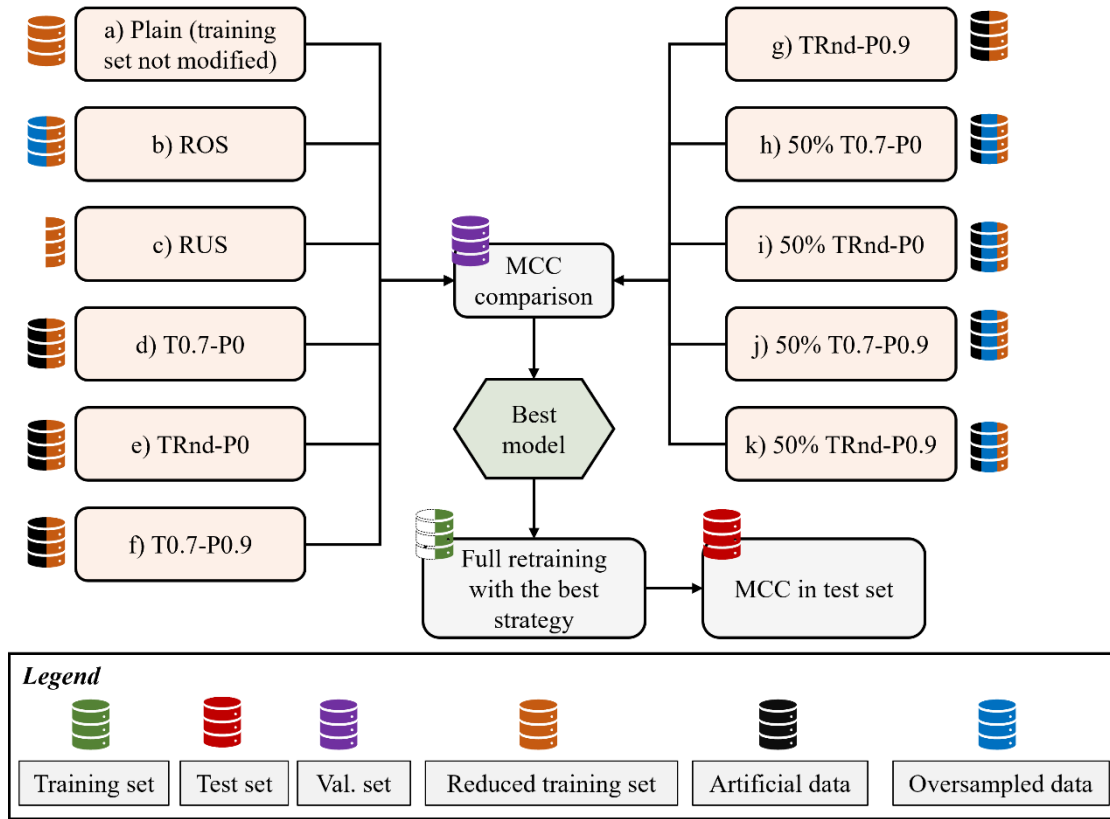 a) Plain (training
set not modified)
b) ROS
c) RUS
d) T0.7-P0
e) TRnd-P0
f) T0.7-P0.9
g) TRnd-P0.9
h) 50% T0.7-P0
i) 50% TRnd-P0
j) 50% T0.7-P0.9
k) 50% TRnd-P0.9
MCC
comparison
Best
model
Full retraining
with the best
strategy
MCC in test set
Legend
Training set
Test set
Val. set
Reduced training set
Artificial data
Oversampled data